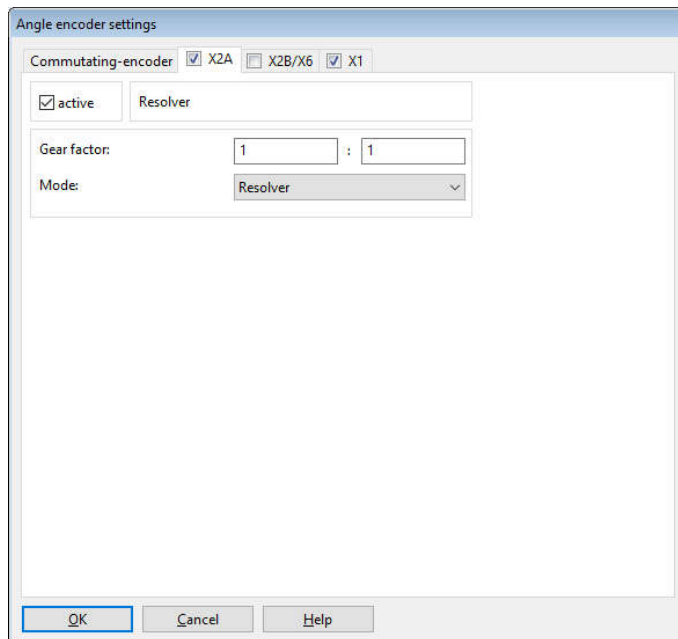 Angle encoder settings
Commutating-encoder X2A X2B/X6 X1
active Resolver
Gear factor: 1 : 1
Mode: Resolver
OK Cancel Help